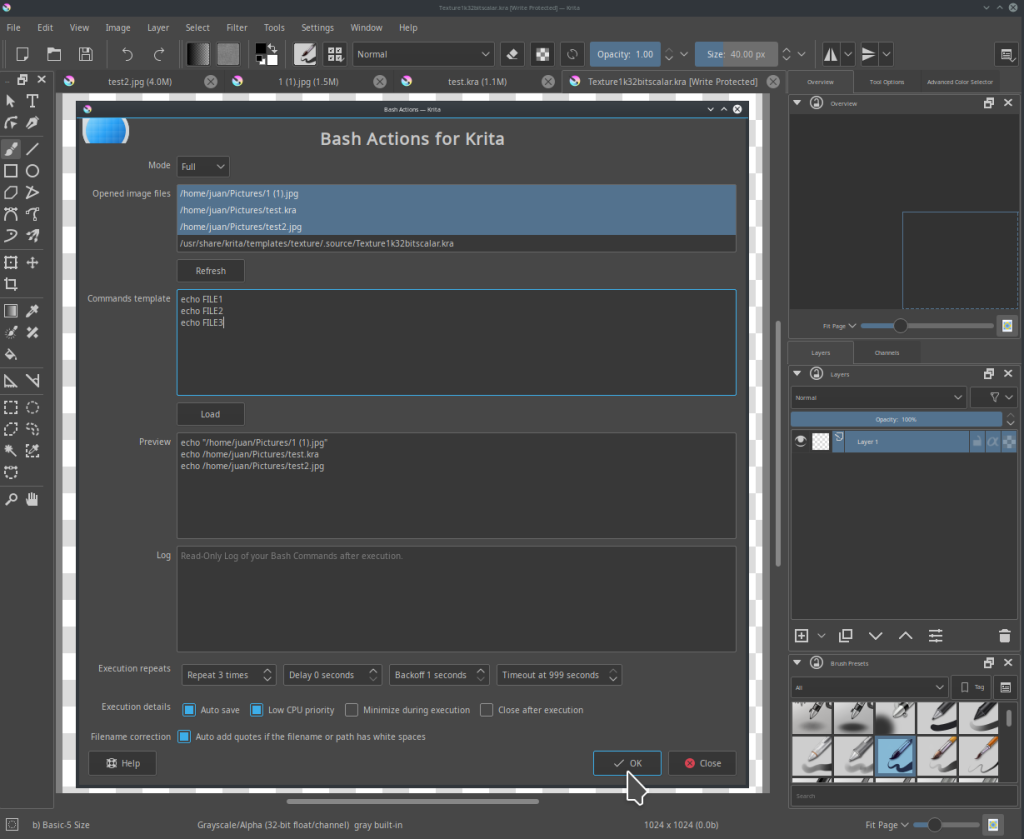 Texture1k32bitscalar.kra [Write Protected] — Krita
File Edit View Image Layer Select Filter Tools Settings Window Help
Normal Opacity: 1.00 Size: 40.00 px
test2.jpg (4.0M) 1 (1).jpg (1.5M) test.kra (1.1M) Texture1k32bitscalar.kra [Write Protected] Overview Tool Options Advanced Color Selector
Overview
Bash Actions — Krita
Bash Actions for Krita
Mode Full
Opened image files /home/juan/Pictures/1 (1).jpg
/home/juan/Pictures/test.kra
/home/juan/Pictures/test2.jpg
/usr/share/krita/templates/texture/.source/Texture1k32bitscalar.kra
Refresh
Commands template echo FILE1
echo FILE2
echo FILE3
Load
Preview echo "/home/juan/Pictures/1 (1).jpg"
echo /home/juan/Pictures/test.kra
echo /home/juan/Pictures/test2.jpg
Log Read-Only Log of your Bash Commands after execution.
Execution repeats Repeat 3 times Delay 0 seconds Backoff 1 seconds Timeout at 999 seconds
Execution details Auto save Low CPU priority Minimize during execution Close after execution
Filename correction Auto add quotes if the filename or path has white spaces
Help OK Close
Fit Page
Layers Channels
Layers
Normal
Opacity: 100%
Layer 1
Brush Presets
All Tag
Search
b) Basic-5 Size Grayscale/Alpha (32-bit float/channel) gray built-in 1024 x 1024 (0.0b) Fit Page